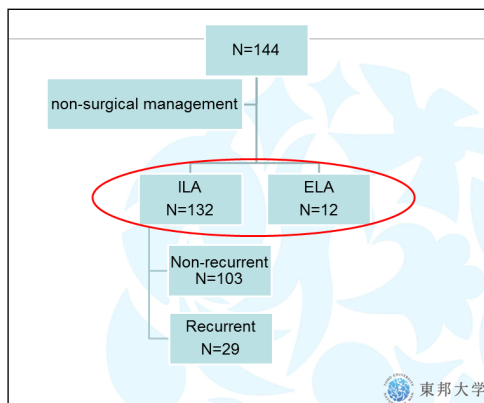 N=144
non-surgical management
ILA
N=132
ELA
N=12
Non-recurrent
N=103
Recurrent
N=29
東邦大学